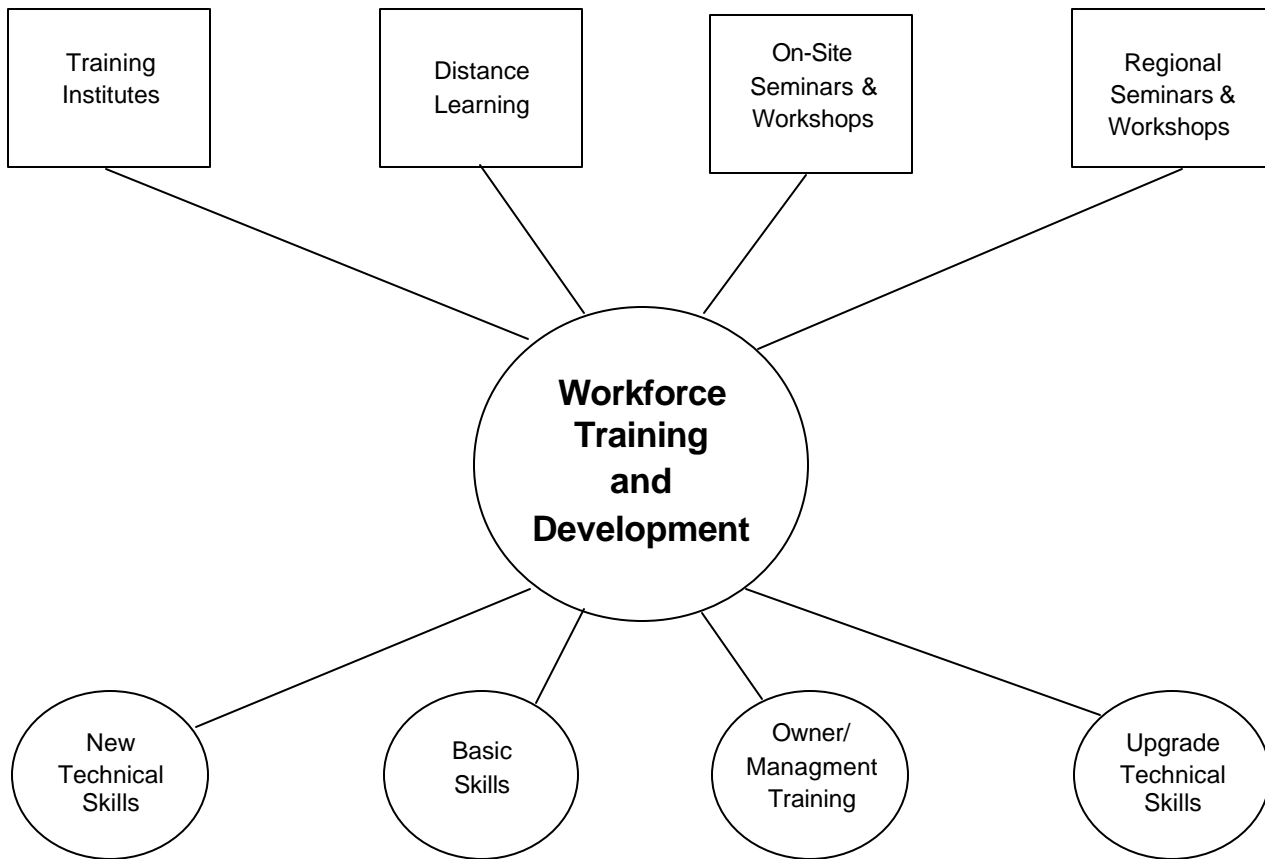 Training
Institutes
Distance
Learning
On-Site
Seminars &
Workshops
Regional
Seminars &
Workshops
Workforce
Training
and
Development
New
Technical
Skills
Basic
Skills
Owner/
Managment
Training
Upgrade
Technical
Skills